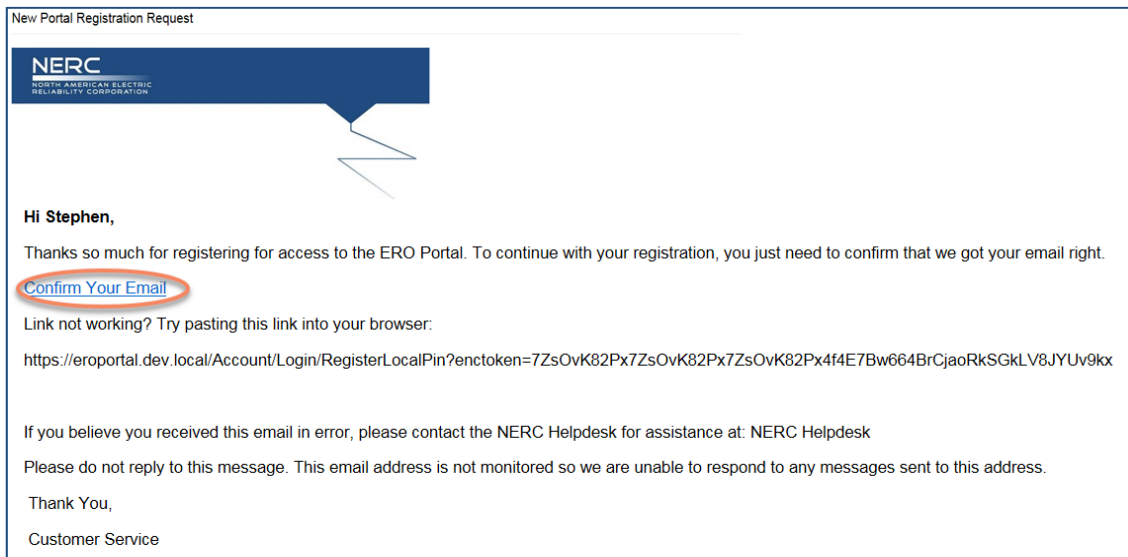 New Portal Registration Request
NERC
NORTH AMERICAN ELECTRIC
RELIABILITY CORPORATION
Hi Stephen,
Thanks so much for registering for access to the ERO Portal. To continue with your registration, you just need to confirm that we got your email right.
Confirm Your Email
Link not working? Try pasting this link into your browser:
https://eroportal.dev.local/Account/Login/RegisterLocalPin?enctoken=7ZsOvK82Px7ZsOvK82Px7ZsOvK82Px4f4E7Bw664BrCjaoRkSGkLV8JYUv9kx
If you believe you received this email in error, please contact the NERC Helpdesk for assistance at: NERC Helpdesk
Please do not reply to this message. This email address is not monitored so we are unable to respond to any messages sent to this address.
Thank You,
Customer Service